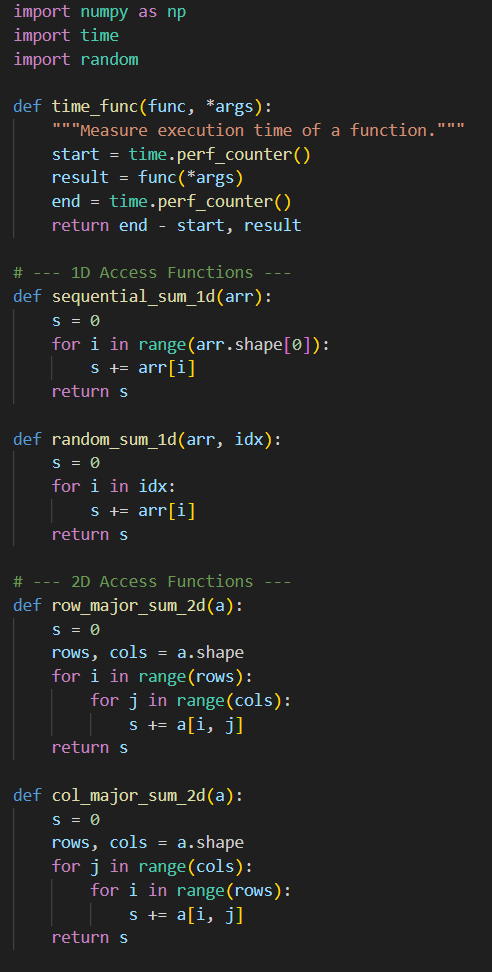 import numpy as np
import time
import random

def time_func(func, *args):
    """Measure execution time of a function."""
    start = time.perf_counter()
    result = func(*args)
    end = time.perf_counter()
    return end - start, result

# --- 1D Access Functions ---
def sequential_sum_1d(arr):
    s = 0
    for i in range(arr.shape[0]):
        s += arr[i]
    return s

def random_sum_1d(arr, idx):
    s = 0
    for i in idx:
        s += arr[i]
    return s

# --- 2D Access Functions ---
def row_major_sum_2d(a):
    s = 0
    rows, cols = a.shape
    for i in range(rows):
        for j in range(cols):
            s += a[i, j]
    return s

def col_major_sum_2d(a):
    s = 0
    rows, cols = a.shape
    for j in range(cols):
        for i in range(rows):
            s += a[i, j]
    return s